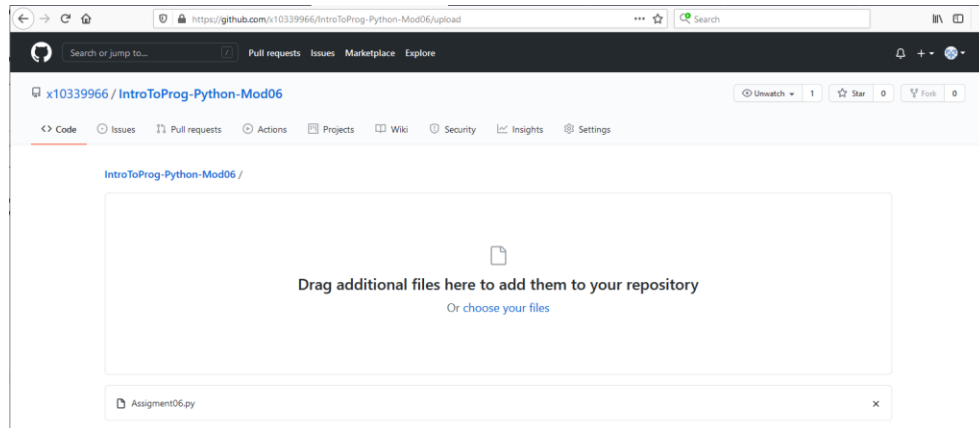 https://github.com/x10339966/IntroToProg-Python-Mod06/upload
Search
Search or jump to... / Pull requests Issues Marketplace Explore
x10339966 / IntroToProg-Python-Mod06 Unwatch 1 Star 0 Fork 0
<> Code Issues Pull requests Actions Projects Wiki Security Insights Settings
IntroToProg-Python-Mod06 /
Drag additional files here to add them to your repository
Or choose your files
Assigment06.py